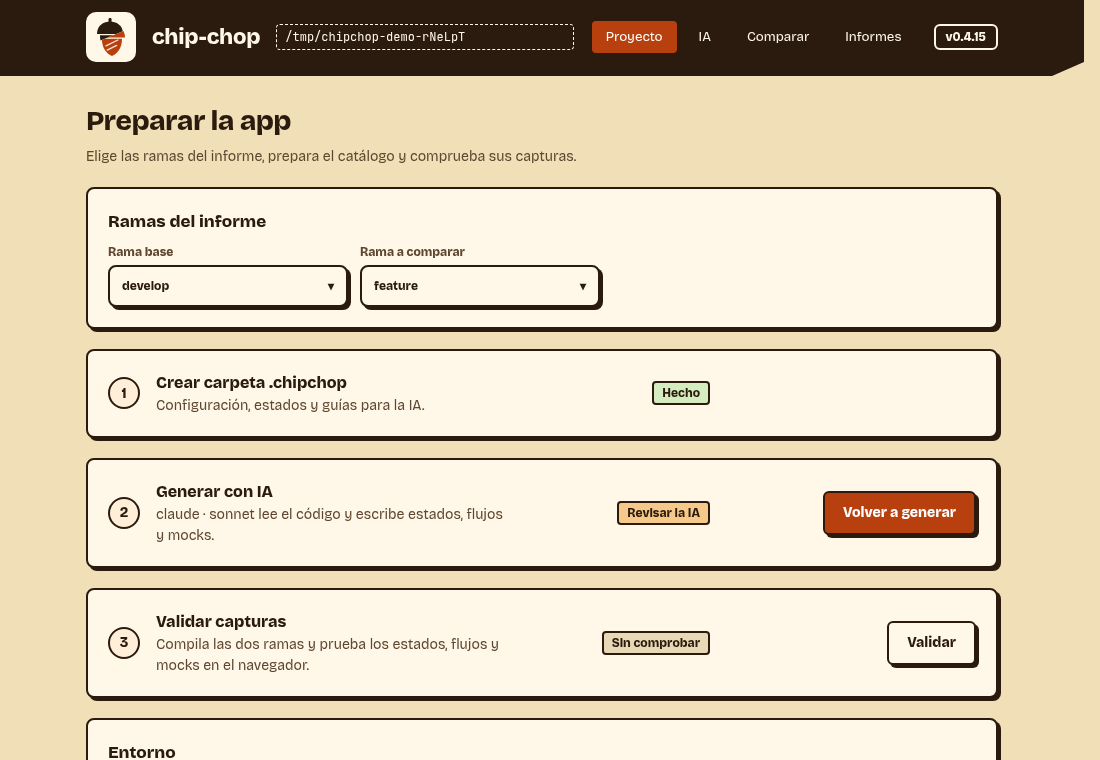 chip-chop
/tmp/chipchop-demo-rNeLpT
Proyecto
IA
Comparar
Informes
v0.4.15
Preparar la app
Elige las ramas del informe, prepara el catálogo y comprueba sus capturas.
Ramas del informe
Rama base
Rama a comparar
develop ▾
feature ▾
1
Crear carpeta .chipchop
Configuración, estados y guías para la IA.
Hecho
2
Generar con IA
claude · sonnet lee el código y escribe estados, flujos
y mocks.
Revisar la IA
Volver a generar
3
Validar capturas
Compila las dos ramas y prueba los estados, flujos y
mocks en el navegador.
Sin comprobar
Validar
Entorno